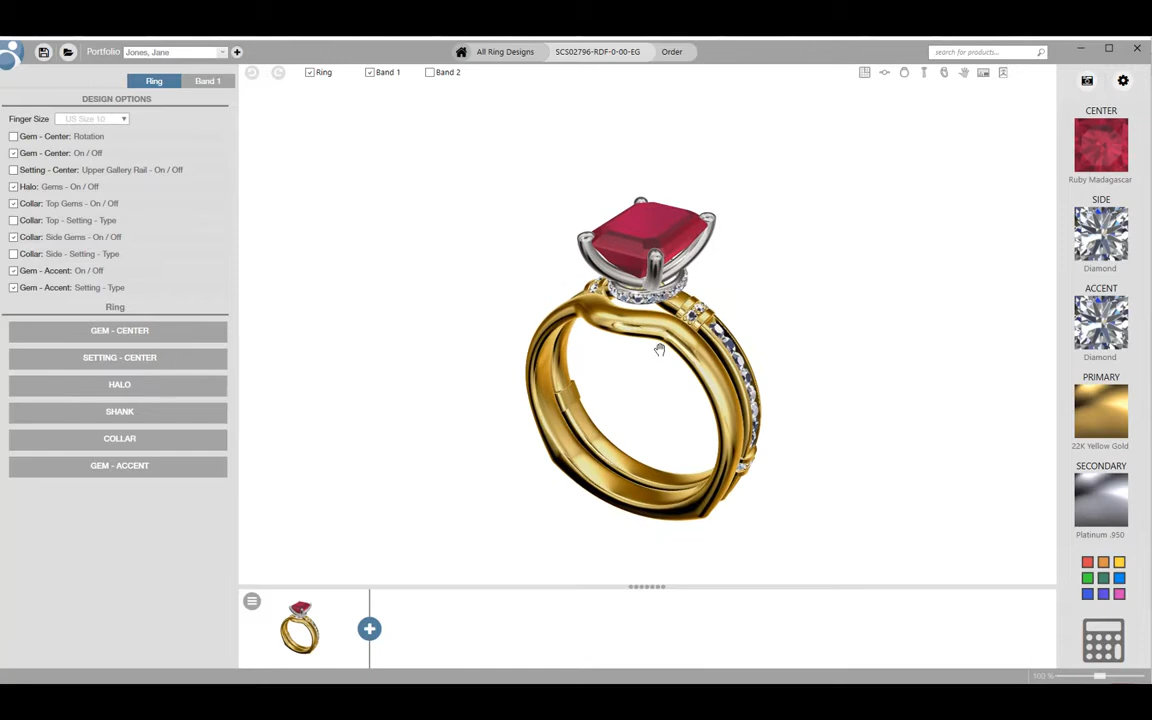 Portfolio Jones, Jane
All Ring Designs SCS02796-RDF-0-00-EG Order
search for products...
Ring Band 1
Ring Band 1 Band 2
DESIGN OPTIONS
Finger Size US Size 10
Gem - Center: Rotation
Gem - Center: On / Off
Setting - Center: Upper Gallery Rail - On / Off
Halo: Gems - On / Off
Collar: Top Gems - On / Off
Collar: Top - Setting - Type
Collar: Side Gems - On / Off
Collar: Side - Setting - Type
Gem - Accent: On / Off
Gem - Accent: Setting - Type
Ring
GEM - CENTER
SETTING - CENTER
HALO
SHANK
COLLAR
GEM - ACCENT
CENTER
Ruby Madagascar
SIDE
Diamond
ACCENT
Diamond
PRIMARY
22K Yellow Gold
SECONDARY
Platinum .950
100 %